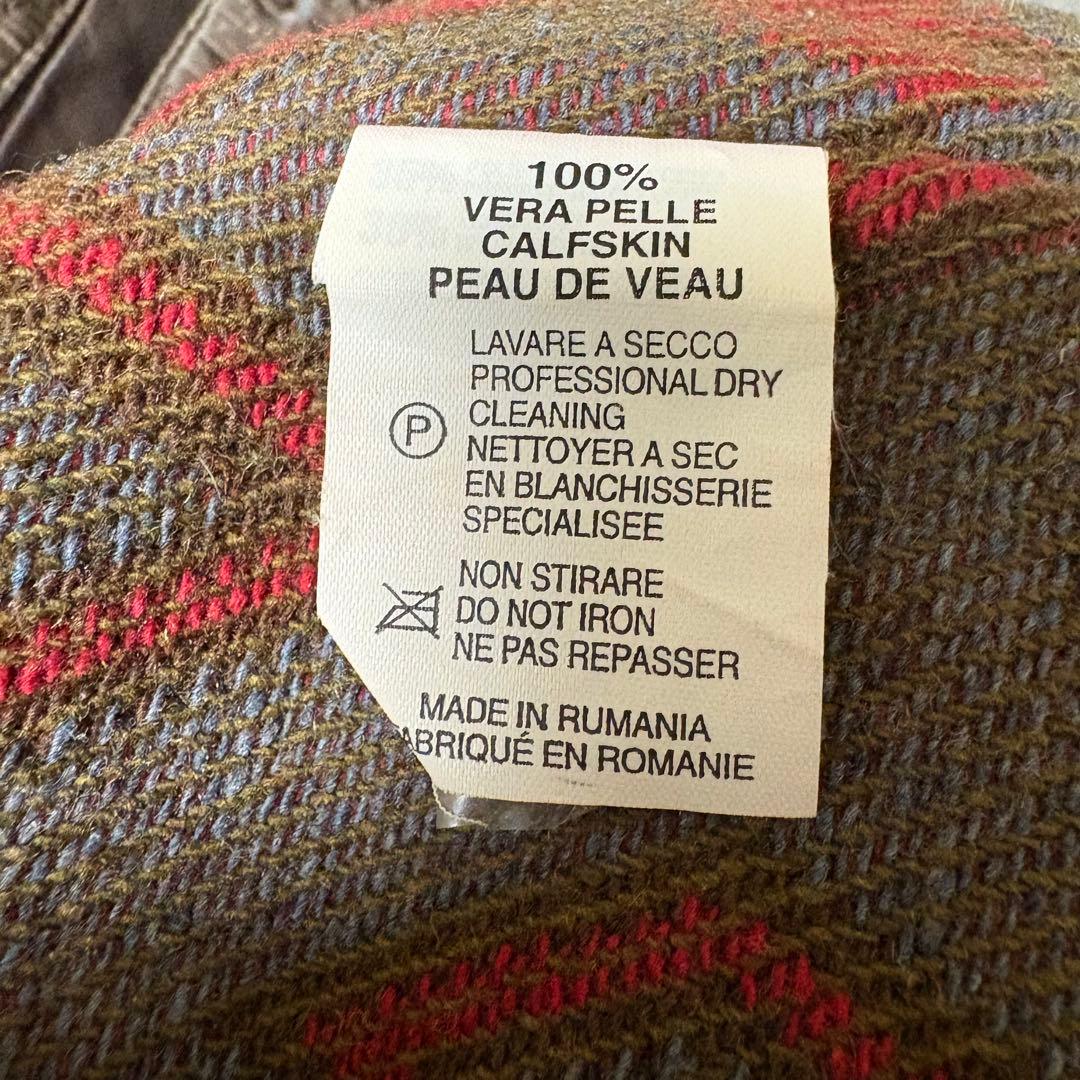 100%
VERA PELLE
CALFSKIN
PEAU DE VEAU
LAVARE A SECCO
PROFESSIONAL DRY
CLEANING
P
NETTOYER A SEC
EN BLANCHISSERIE
SPECIALISEE
NON STIRARE
DO NOT IRON
NE PAS REPASSER
MADE IN RUMANIA
ABRIQUÉ EN ROMANIE